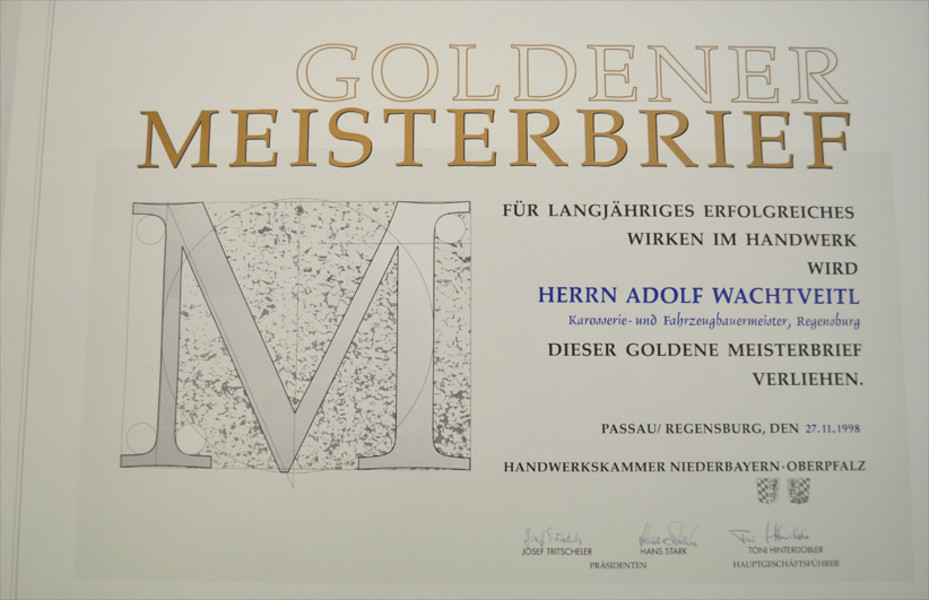 GOLDENER
MEISTERBRIEF
FÜR LANGJÄHRIGES ERFOLGREICHES
WIRKEN IM HANDWERK
WIRD
HERRN ADOLF WACHTVEITL
Karosserie- und Fahrzeugbauermeister, Regensburg
DIESER GOLDENE MEISTERBRIEF
VERLIEHEN.
PASSAU/ REGENSBURG, DEN 27.11.1998
HANDWERKSKAMMER NIEDERBAYERN·OBERPFALZ
JOSEF TRITSCHELER HANS STARK TONI HINTERDOBLER
PRÄSIDENTEN HAUPTGESCHÄFTSFÜHRER
M